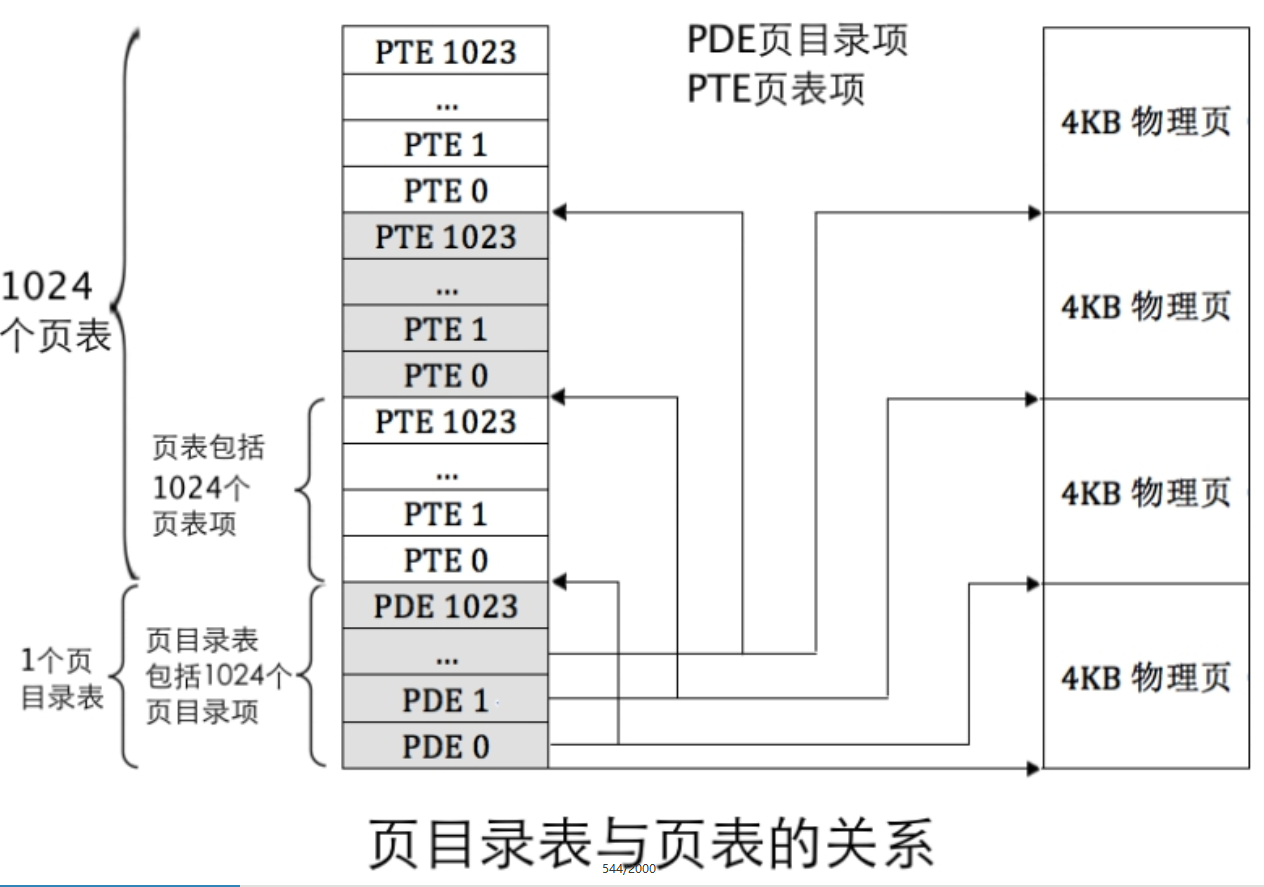 PDE页目录项
PTE页表项
PTE 1023
...
PTE 1
PTE 0
PTE 1023
...
PTE 1
PTE 0
PTE 1023
...
PTE 1
PTE 0
PDE 1023
...
PDE 1
PDE 0
1024
个页表
页表包括
1024个
页表项
1个页
目录表
页目录表
包括1024个
页目录项
4KB 物理页
4KB 物理页
4KB 物理页
4KB 物理页
页目录表与页表的关系
544/2000